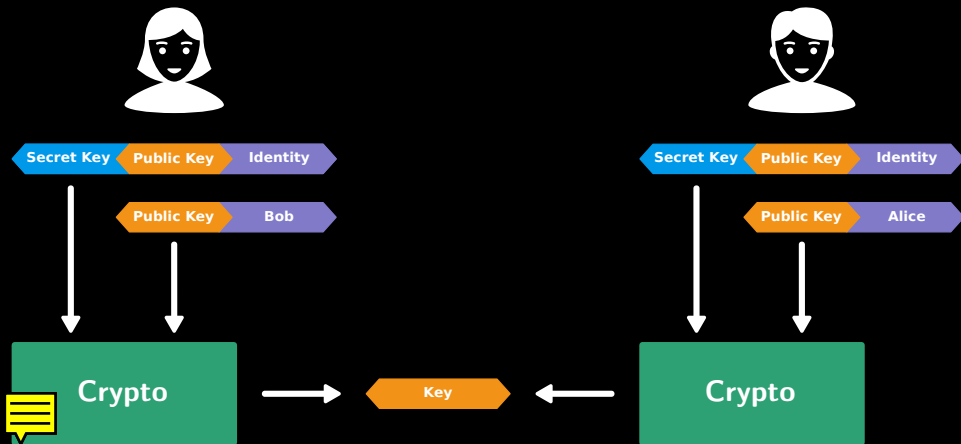 Secret Key Public Key Identity
Secret Key Public Key Identity
Public Key Bob
Public Key Alice
Crypto
Key
Crypto